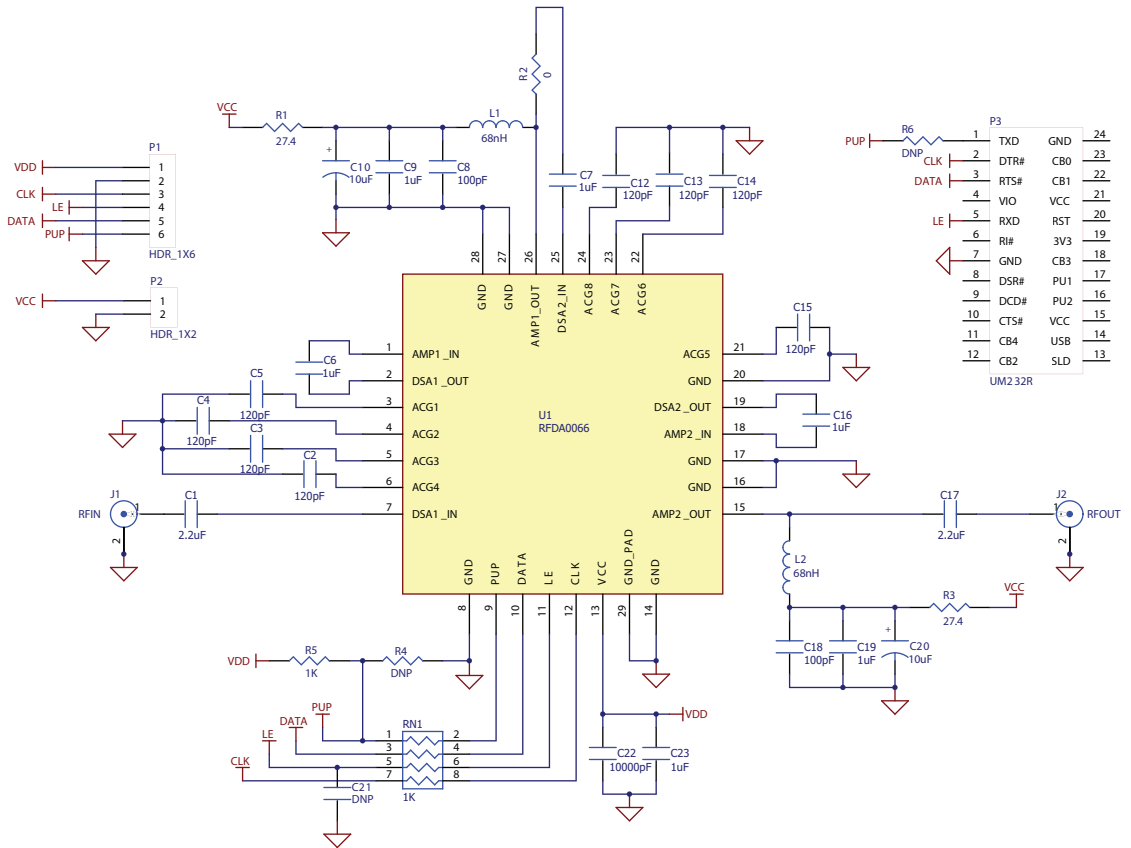 VCC
R1
27.4
+
C10
10uF
C9
1uF
C8
100pF
L1
68nH
R2
0
C7
1uF
C12
120pF
C13
120pF
C14
120pF
P1
VDD
CLK
LE
DATA
PUP
1
2
3
4
5
6
HDR_1X6
P2
VCC
1
2
HDR_1X2
P3
PUP
R6
DNP
CLK
DATA
LE
1 TXD GND 24
2 DTR# CB0 23
3 RTS# CB1 22
4 VIO VCC 21
5 RXD RST 20
6 RI# 3V3 19
7 GND CB3 18
8 DSR# PU1 17
9 DCD# PU2 16
10 CTS# VCC 15
11 CB4 USB 14
12 CB2 SLD 13
UM232R
28 GND
27 GND
26 AMP1_OUT
25 DSA2_IN
24 ACG8
23 ACG7
22 ACG6
1 AMP1_IN
2 DSA1_OUT
3 ACG1
4 ACG2
5 ACG3
6 ACG4
7 DSA1_IN
U1
RFDA0066
ACG5 21
GND 20
DSA2_OUT 19
AMP2_IN 18
GND 17
GND 16
AMP2_OUT 15
C6
1uF
C5
120pF
C4
120pF
C3
120pF
C2
120pF
J1
RFIN
1
2
C1
2.2uF
C15
120pF
C16
1uF
C17
2.2uF
J2
1
2
RFOUT
L2
68nH
C18
100pF
C19
1uF
+
C20
10uF
R3
27.4
VCC
GND 8
PUP 9
DATA 10
LE 11
CLK 12
VCC 13
GND_PAD 29
GND 14
VDD
R5
1K
R4
DNP
PUP
DATA
LE
CLK
RN1
1 2
3 4
5 6
7 8
1K
C21
DNP
VDD
C22
10000pF
C23
1uF